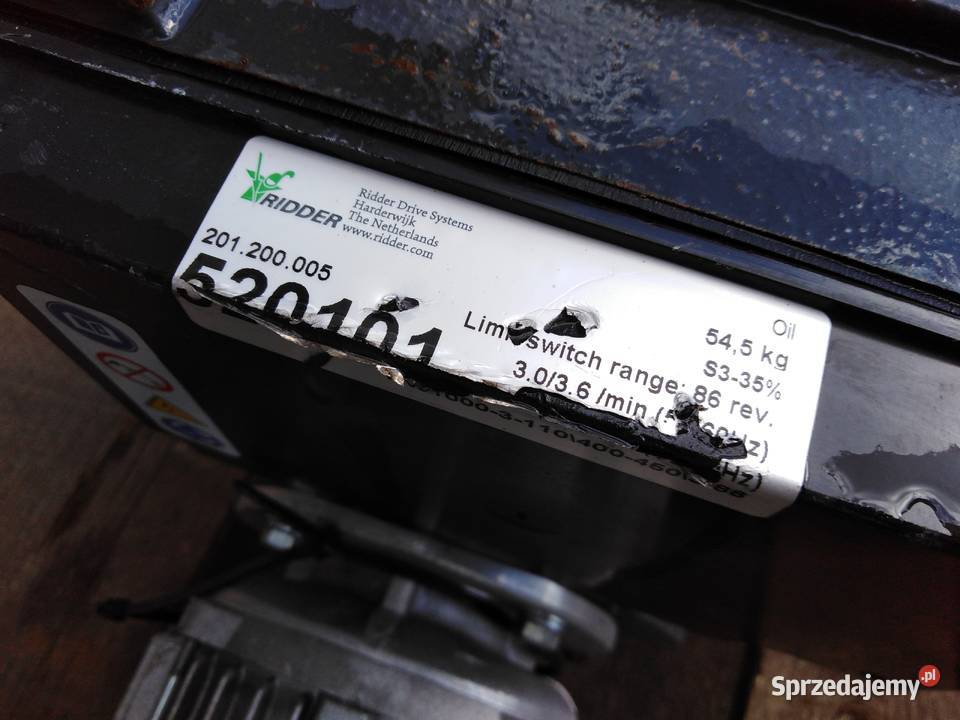 RIDDER
Ridder Drive Systems
Harderwijk
The Netherlands
www.ridder.com
201.200.005
520101
Oil
54,5 kg
S3-35%
switch range: 86 rev.
3.0/3.6 /min
Sprzedajemy.pl